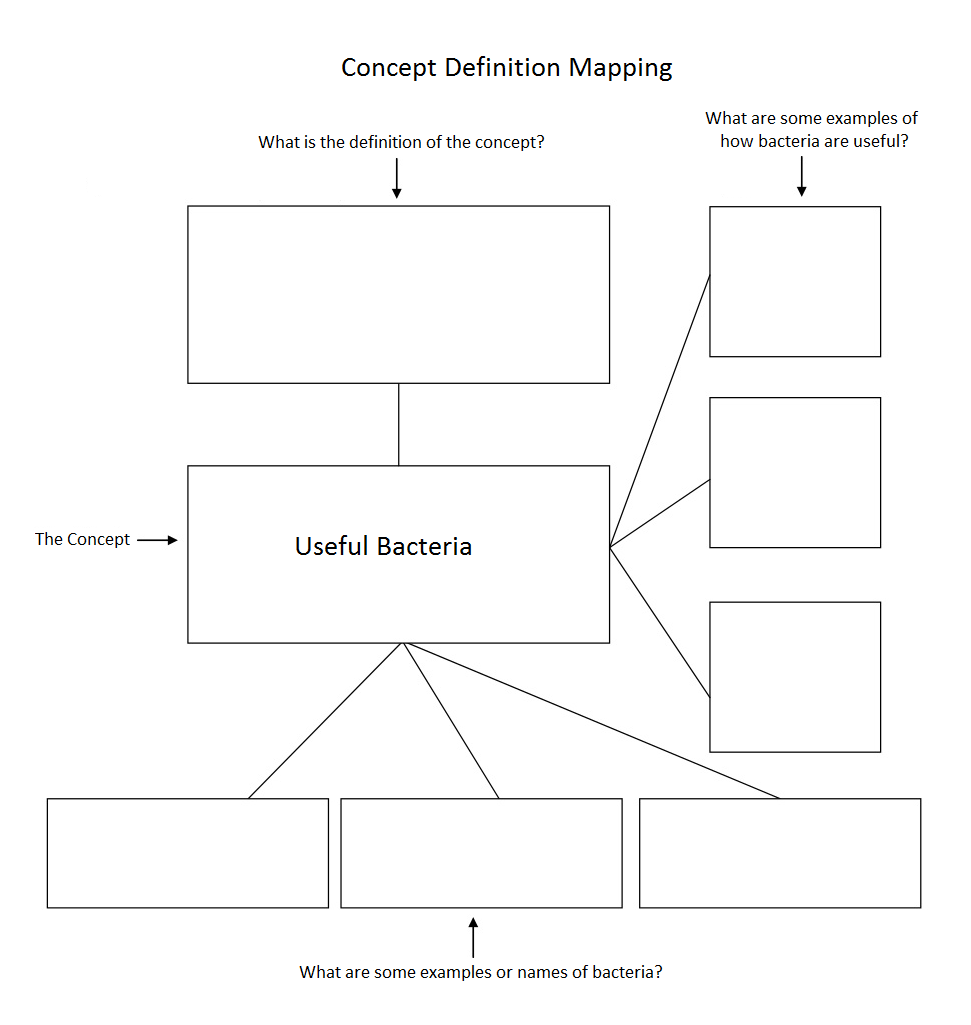 Concept Definition Mapping
What is the definition of the concept?
What are some examples of
how bacteria are useful?
The Concept
Useful Bacteria
What are some examples or names of bacteria?